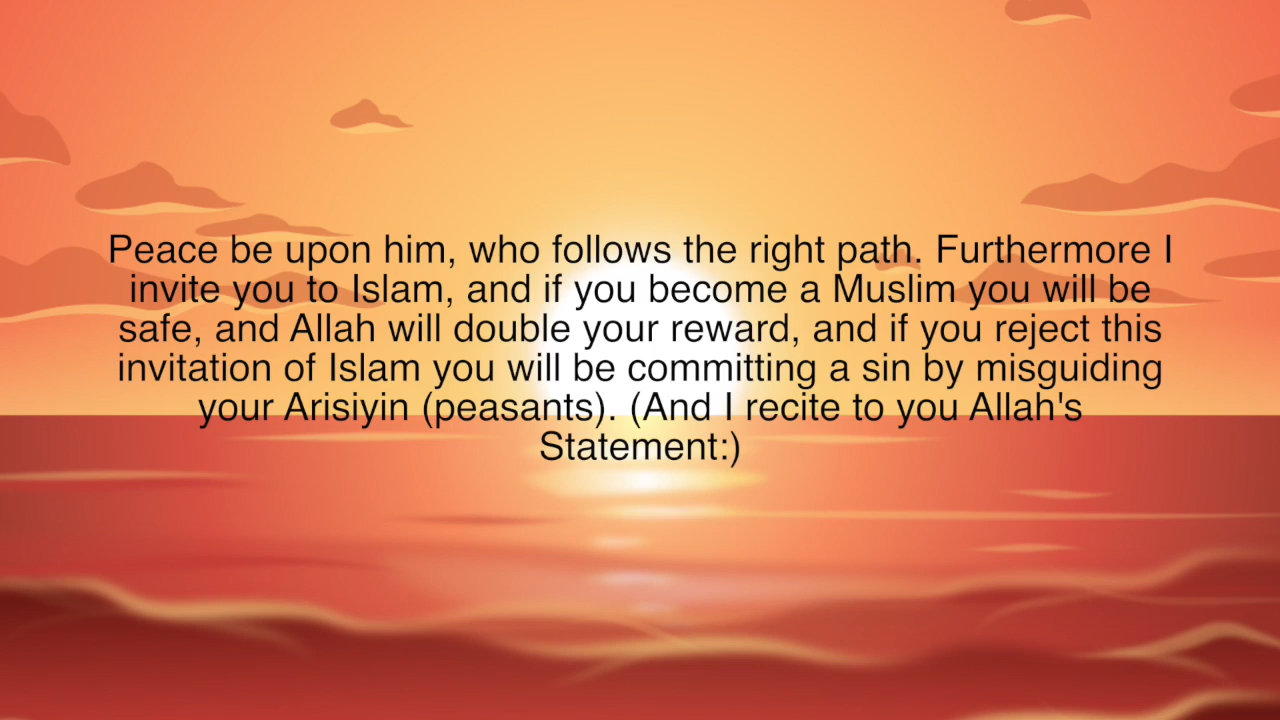 Peace be upon him, who follows the right path. Furthermore I
invite you to Islam, and if you become a Muslim you will be
safe, and Allah will double your reward, and if you reject this
invitation of Islam you will be committing a sin by misguiding
your Arisiyin (peasants). (And I recite to you Allah's
Statement:)